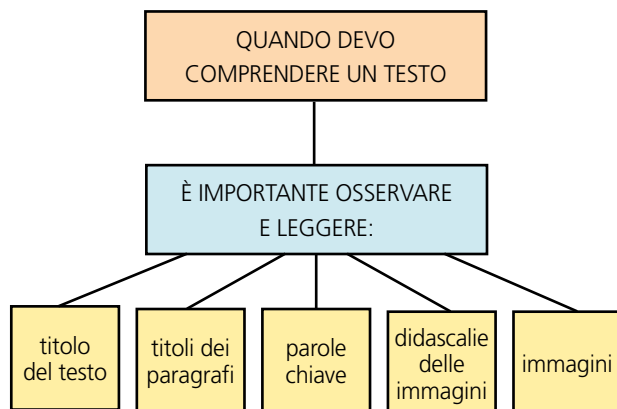 QUANDO DEVO
COMPRENDERE UN TESTO
È IMPORTANTE OSSERVARE
E LEGGERE:
titolo
del testo
titoli dei
paragrafi
parole
chiave
didascalie
delle
immagini
immagini